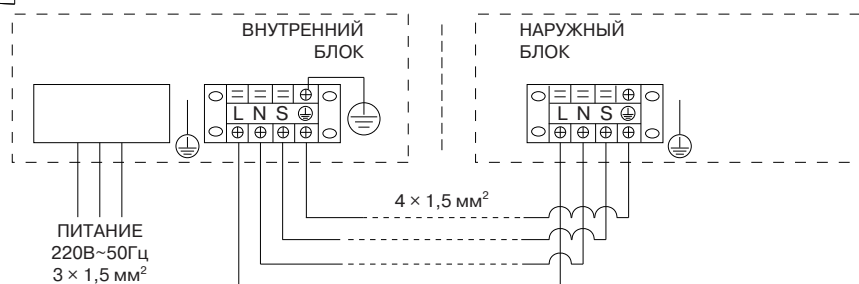 ВНУТРЕННИЙ
БЛОК
НАРУЖНЫЙ
БЛОК
L N S
L N S
4 × 1,5 мм²
ПИТАНИЕ
220В~50Гц
3 × 1,5 мм²